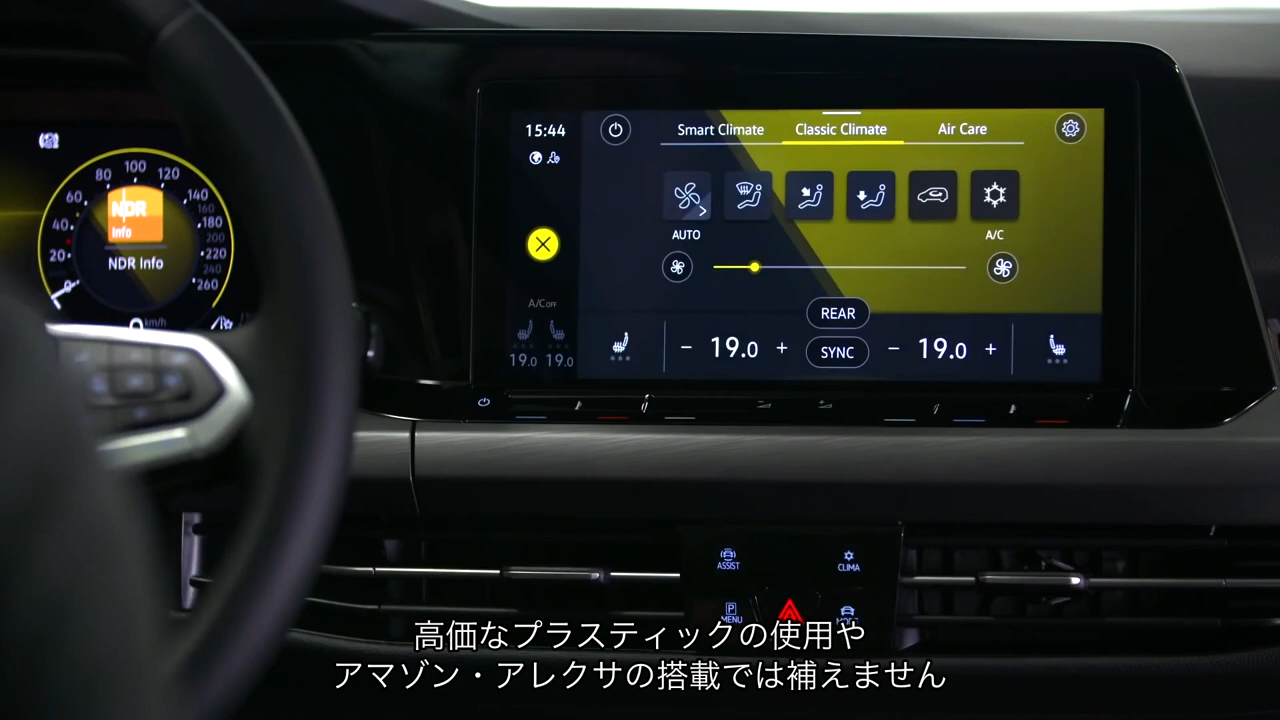 15:44
Smart Climate
Classic Climate
Air Care
AUTO
A/C
A/C OFF
REAR
SYNC
19.0
19.0
− 19.0 +
− 19.0 +
80 100 120
60 140
160
40 180
200
20 220
240
0 260
NDR
Info
NDR Info
0 km/h
ASSIST
CLIMA
P
MENU
高価なプラスティックの使用や
アマゾン・アレクサの搭載では補えません